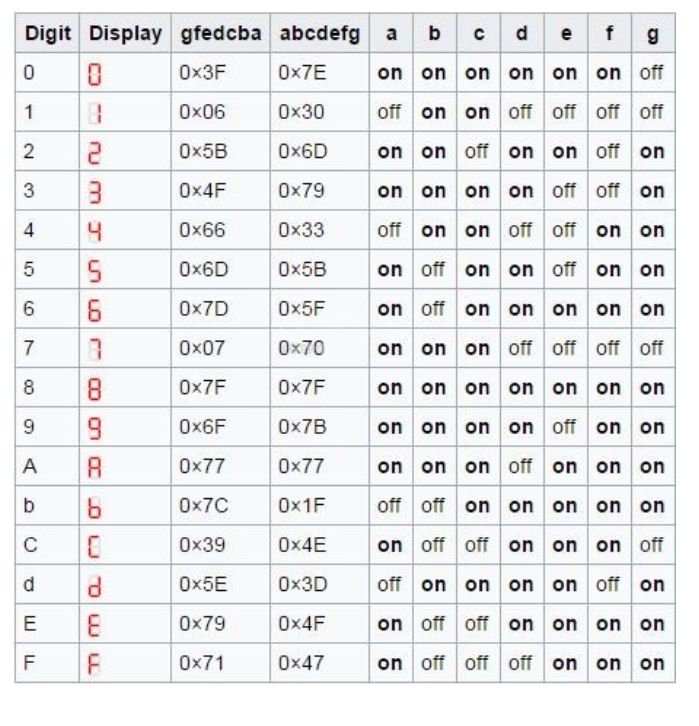 Digit Display gfedcba abcdefg a b c d e f g
0 0 0×3F 0×7E on on on on on on off
1 1 0×06 0×30 off on on off off off off
2 2 0×5B 0×6D on on off on on off on
3 3 0×4F 0×79 on on on on off off on
4 4 0×66 0×33 off on on off off on on
5 5 0×6D 0×5B on off on on off on on
6 6 0×7D 0×5F on off on on on on on
7 7 0×07 0×70 on on on off off off off
8 8 0×7F 0×7F on on on on on on on
9 9 0×6F 0×7B on on on on off on on
A A 0×77 0×77 on on on off on on on
b b 0×7C 0×1F off off on on on on on
C C 0×39 0×4E on off off on on on off
d d 0×5E 0×3D off on on on on off on
E E 0×79 0×4F on off off on on on on
F F 0×71 0×47 on off off off on on on